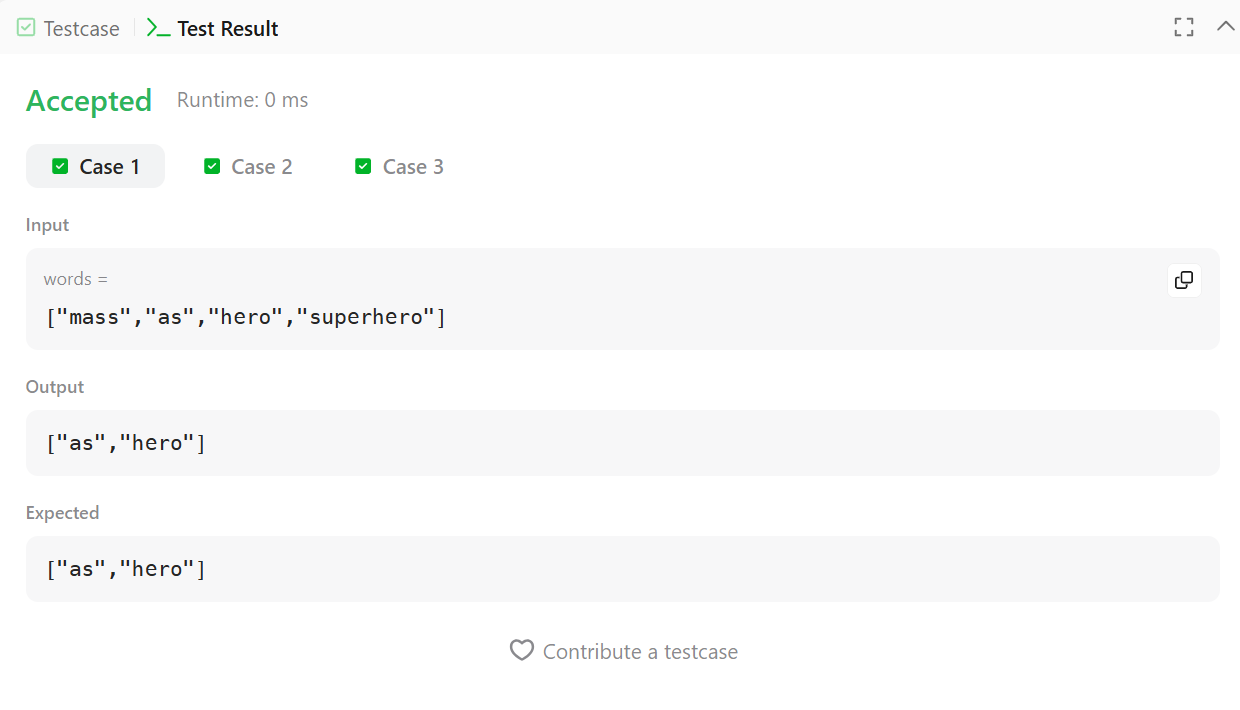 Testcase
Test Result
Accepted
Runtime: 0 ms
Case 1
Case 2
Case 3
Input
words =
["mass","as","hero","superhero"]
Output
["as","hero"]
Expected
["as","hero"]
Contribute a testcase